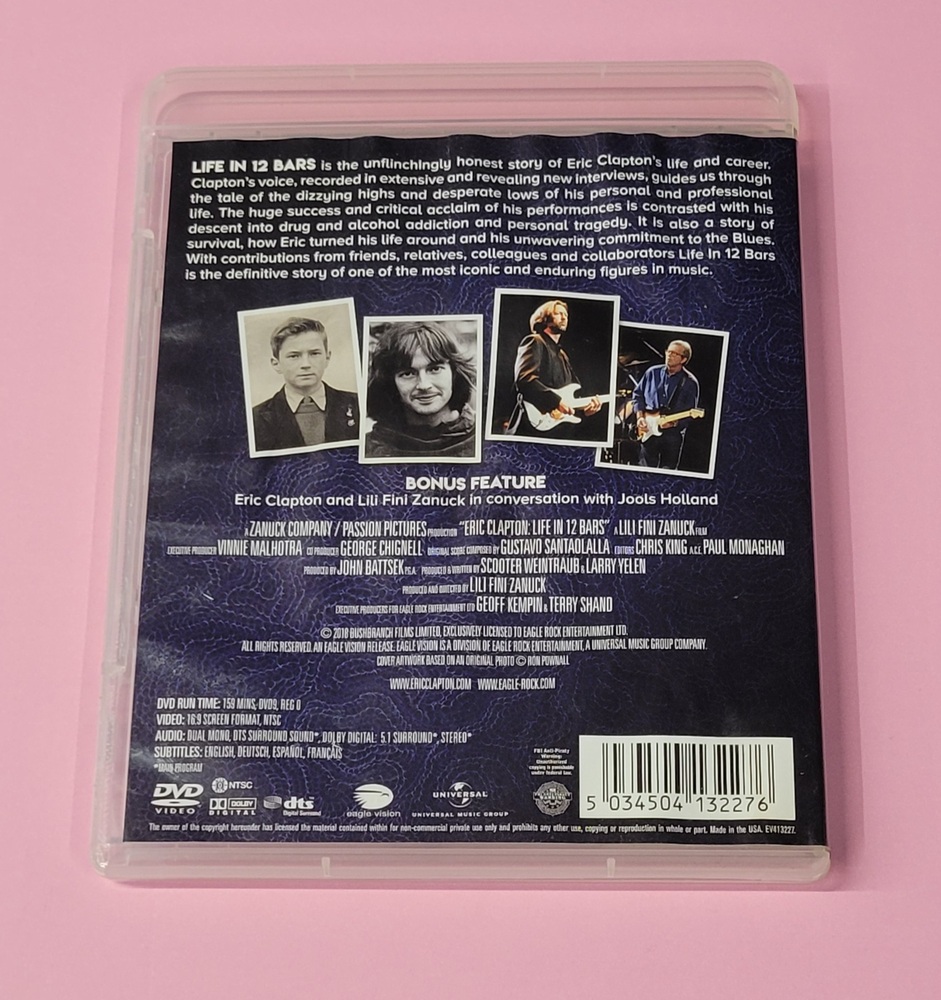 LIFE IN 12 BARS is the unflinchingly honest story of Eric Clapton's life and career.
Clapton's voice, recorded in extensive and revealing new interviews, guides us through
the tale of the dizzying highs and desperate lows of his personal and professional
life. The huge success and critical acclaim of his performances is contrasted with his
descent into drug and alcohol addiction and personal tragedy. It is also a story of
survival, how Eric turned his life around and his unwavering commitment to the Blues.
With contributions from friends, relatives, colleagues and collaborators Life In 12 Bars
is the definitive story of one of the most iconic and enduring figures in music.
BONUS FEATURE
Eric Clapton and Lili Fini Zanuck in conversation with Jools Holland
A ZANUCK COMPANY / PASSION PICTURES PRODUCTION "ERIC CLAPTON: LIFE IN 12 BARS" A LILI FINI ZANUCK FILM
EXECUTIVE PRODUCER VINNIE MALHOTRA CO PRODUCER GEORGE CHIGNELL ORIGINAL SCORE COMPOSED BY GUSTAVO SANTAOLALLA EDITORS CHRIS KING A.C.E. PAUL MONAGHAN
PRODUCED BY JOHN BATTSEK P.G.A. PRODUCED & WRITTEN BY SCOOTER WEINTRAUB & LARRY YELEN
PRODUCED AND DIRECTED BY LILI FINI ZANUCK
EXECUTIVE PRODUCERS FOR EAGLE ROCK ENTERTAINMENT LTD GEOFF KEMPIN & TERRY SHAND
© 2018 BUSHBRANCH FILMS LIMITED, EXCLUSIVELY LICENSED TO EAGLE ROCK ENTERTAINMENT LTD.
ALL RIGHTS RESERVED. AN EAGLE VISION RELEASE. EAGLE VISION IS A DIVISION OF EAGLE ROCK ENTERTAINMENT, A UNIVERSAL MUSIC GROUP COMPANY.
COVER ARTWORK BASED ON AN ORIGINAL PHOTO © RON POWNALL
WWW.ERICCLAPTON.COM WWW.EAGLE-ROCK.COM
DVD RUN TIME: 159 MINS, DVD9, REG 0
VIDEO: 16:9 SCREEN FORMAT, NTSC
AUDIO: DUAL MONO, DTS SURROUND SOUND*, DOLBY DIGITAL: 5.1 SURROUND*, STEREO*
SUBTITLES: ENGLISH, DEUTSCH, ESPAÑOL, FRANÇAIS
*MAIN PROGRAM
DVD VIDEO
NTSC
DOLBY DIGITAL
dts Digital Surround
eagle vision
UNIVERSAL
UNIVERSAL MUSIC GROUP
FBI Anti-Piracy
Warning:
Unauthorized
copying is punishable
under federal law.
5 034504 132276
The owner of the copyright hereunder has licensed the material contained within for non-commercial private use only and prohibits any other use, copying or reproduction in whole or part. Made in the USA. EV413227.